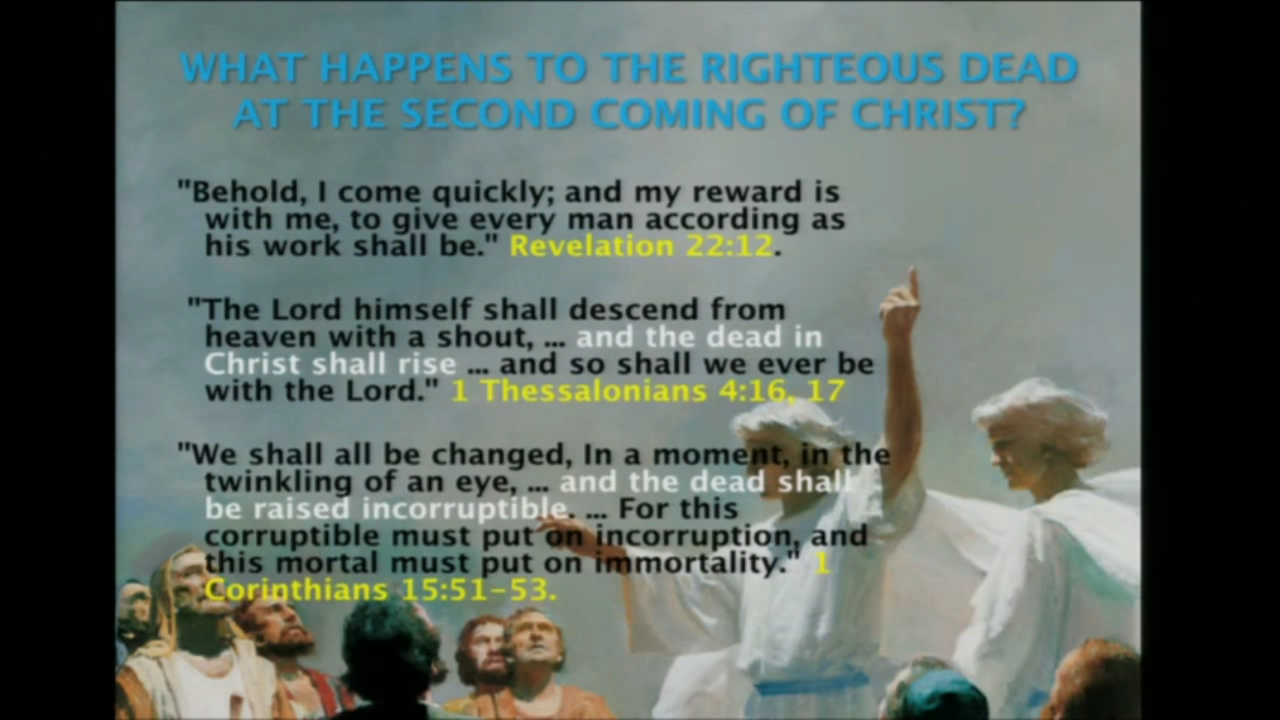 WHAT HAPPENS TO THE RIGHTEOUS DEAD
AT THE SECOND COMING OF CHRIST?
"Behold, I come quickly; and my reward is
with me, to give every man according as
his work shall be." Revelation 22:12.
"The Lord himself shall descend from
heaven with a shout, ... and the dead in
Christ shall rise ... and so shall we ever be
with the Lord." 1 Thessalonians 4:16, 17
"We shall all be changed, In a moment, in the
twinkling of an eye, ... and the dead shall
be raised incorruptible. ... For this
corruptible must put on incorruption, and
this mortal must put on immortality." 1
Corinthians 15:51-53.